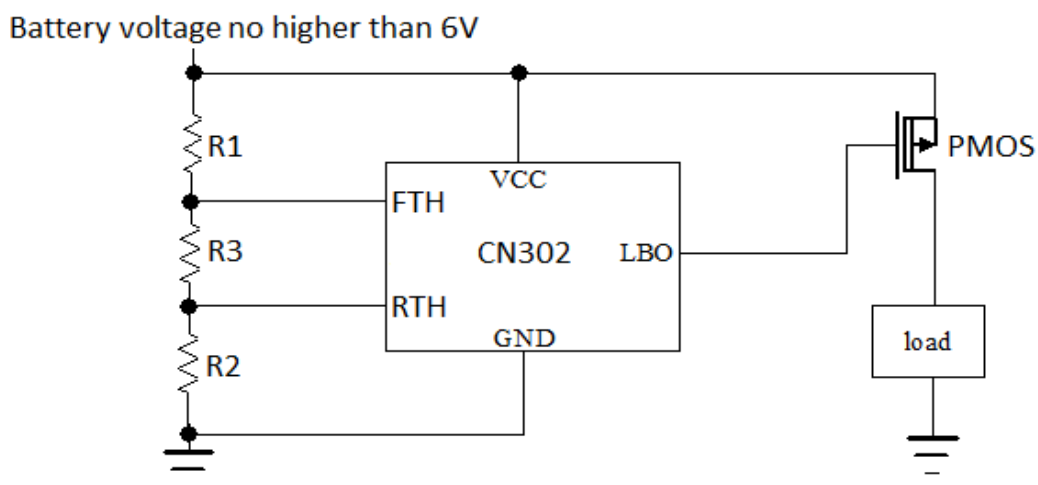 Battery voltage no higher than 6V
R1
PMOS
VCC
FTH
R3
CN302
LBO
RTH
GND
R2
load